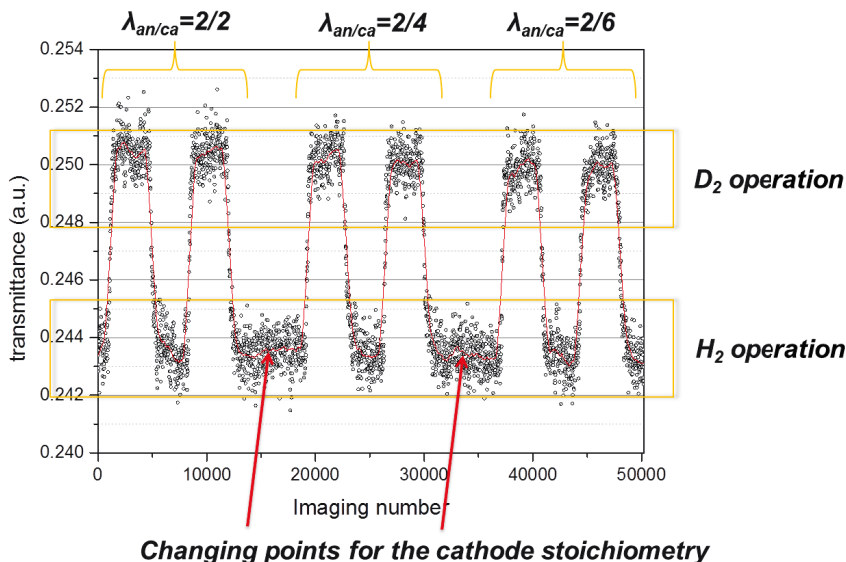 λan/ca=2/2 λan/ca=2/4 λan/ca=2/6
0.254
0.252
0.250
D2 operation
0.248
0.246
0.244
H2 operation
0.242
0.240
transmittance (a.u.)
0 10000 20000 30000 40000 50000
Imaging number
Changing points for the cathode stoichiometry